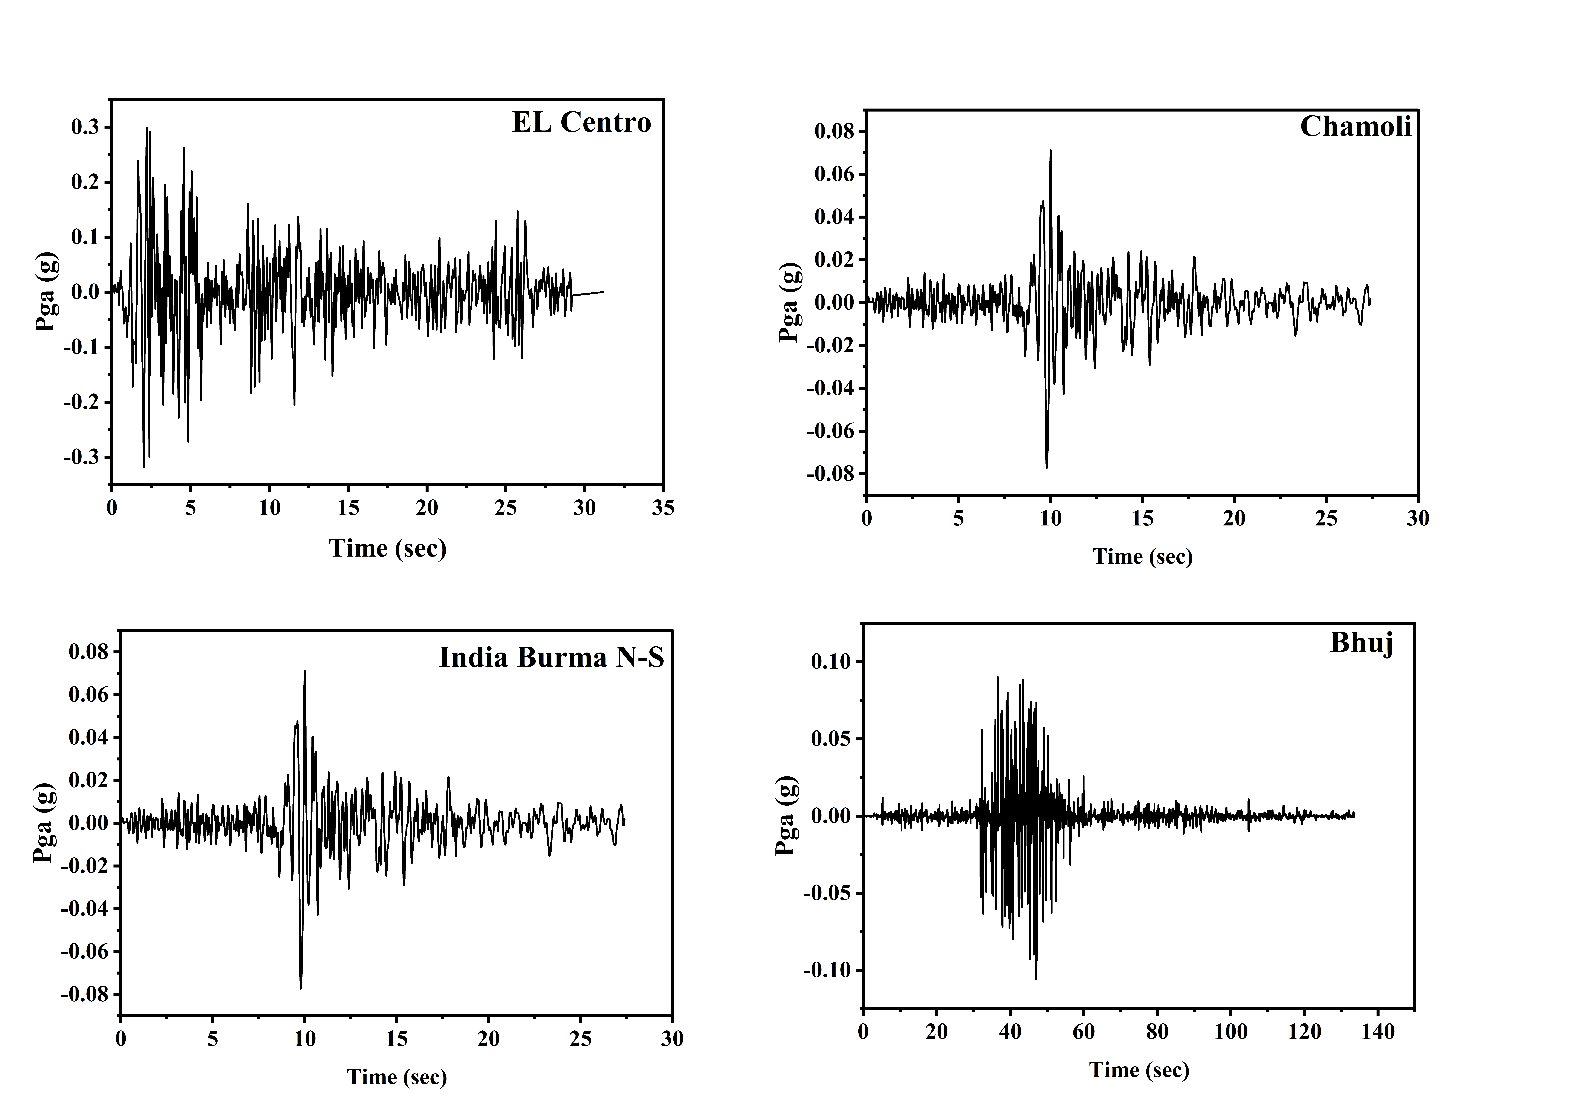 EL Centro
0.3
0.2
0.1
0.0
-0.1
-0.2
-0.3
Pga (g)
0 5 10 15 20 25 30 35
Time (sec)
Chamoli
0.08
0.06
0.04
0.02
0.00
-0.02
-0.04
-0.06
-0.08
Pga (g)
0 5 10 15 20 25 30
Time (sec)
India Burma N-S
0.08
0.06
0.04
0.02
0.00
-0.02
-0.04
-0.06
-0.08
Pga (g)
0 5 10 15 20 25 30
Time (sec)
Bhuj
0.10
0.05
0.00
-0.05
-0.10
Pga (g)
0 20 40 60 80 100 120 140
Time (sec)